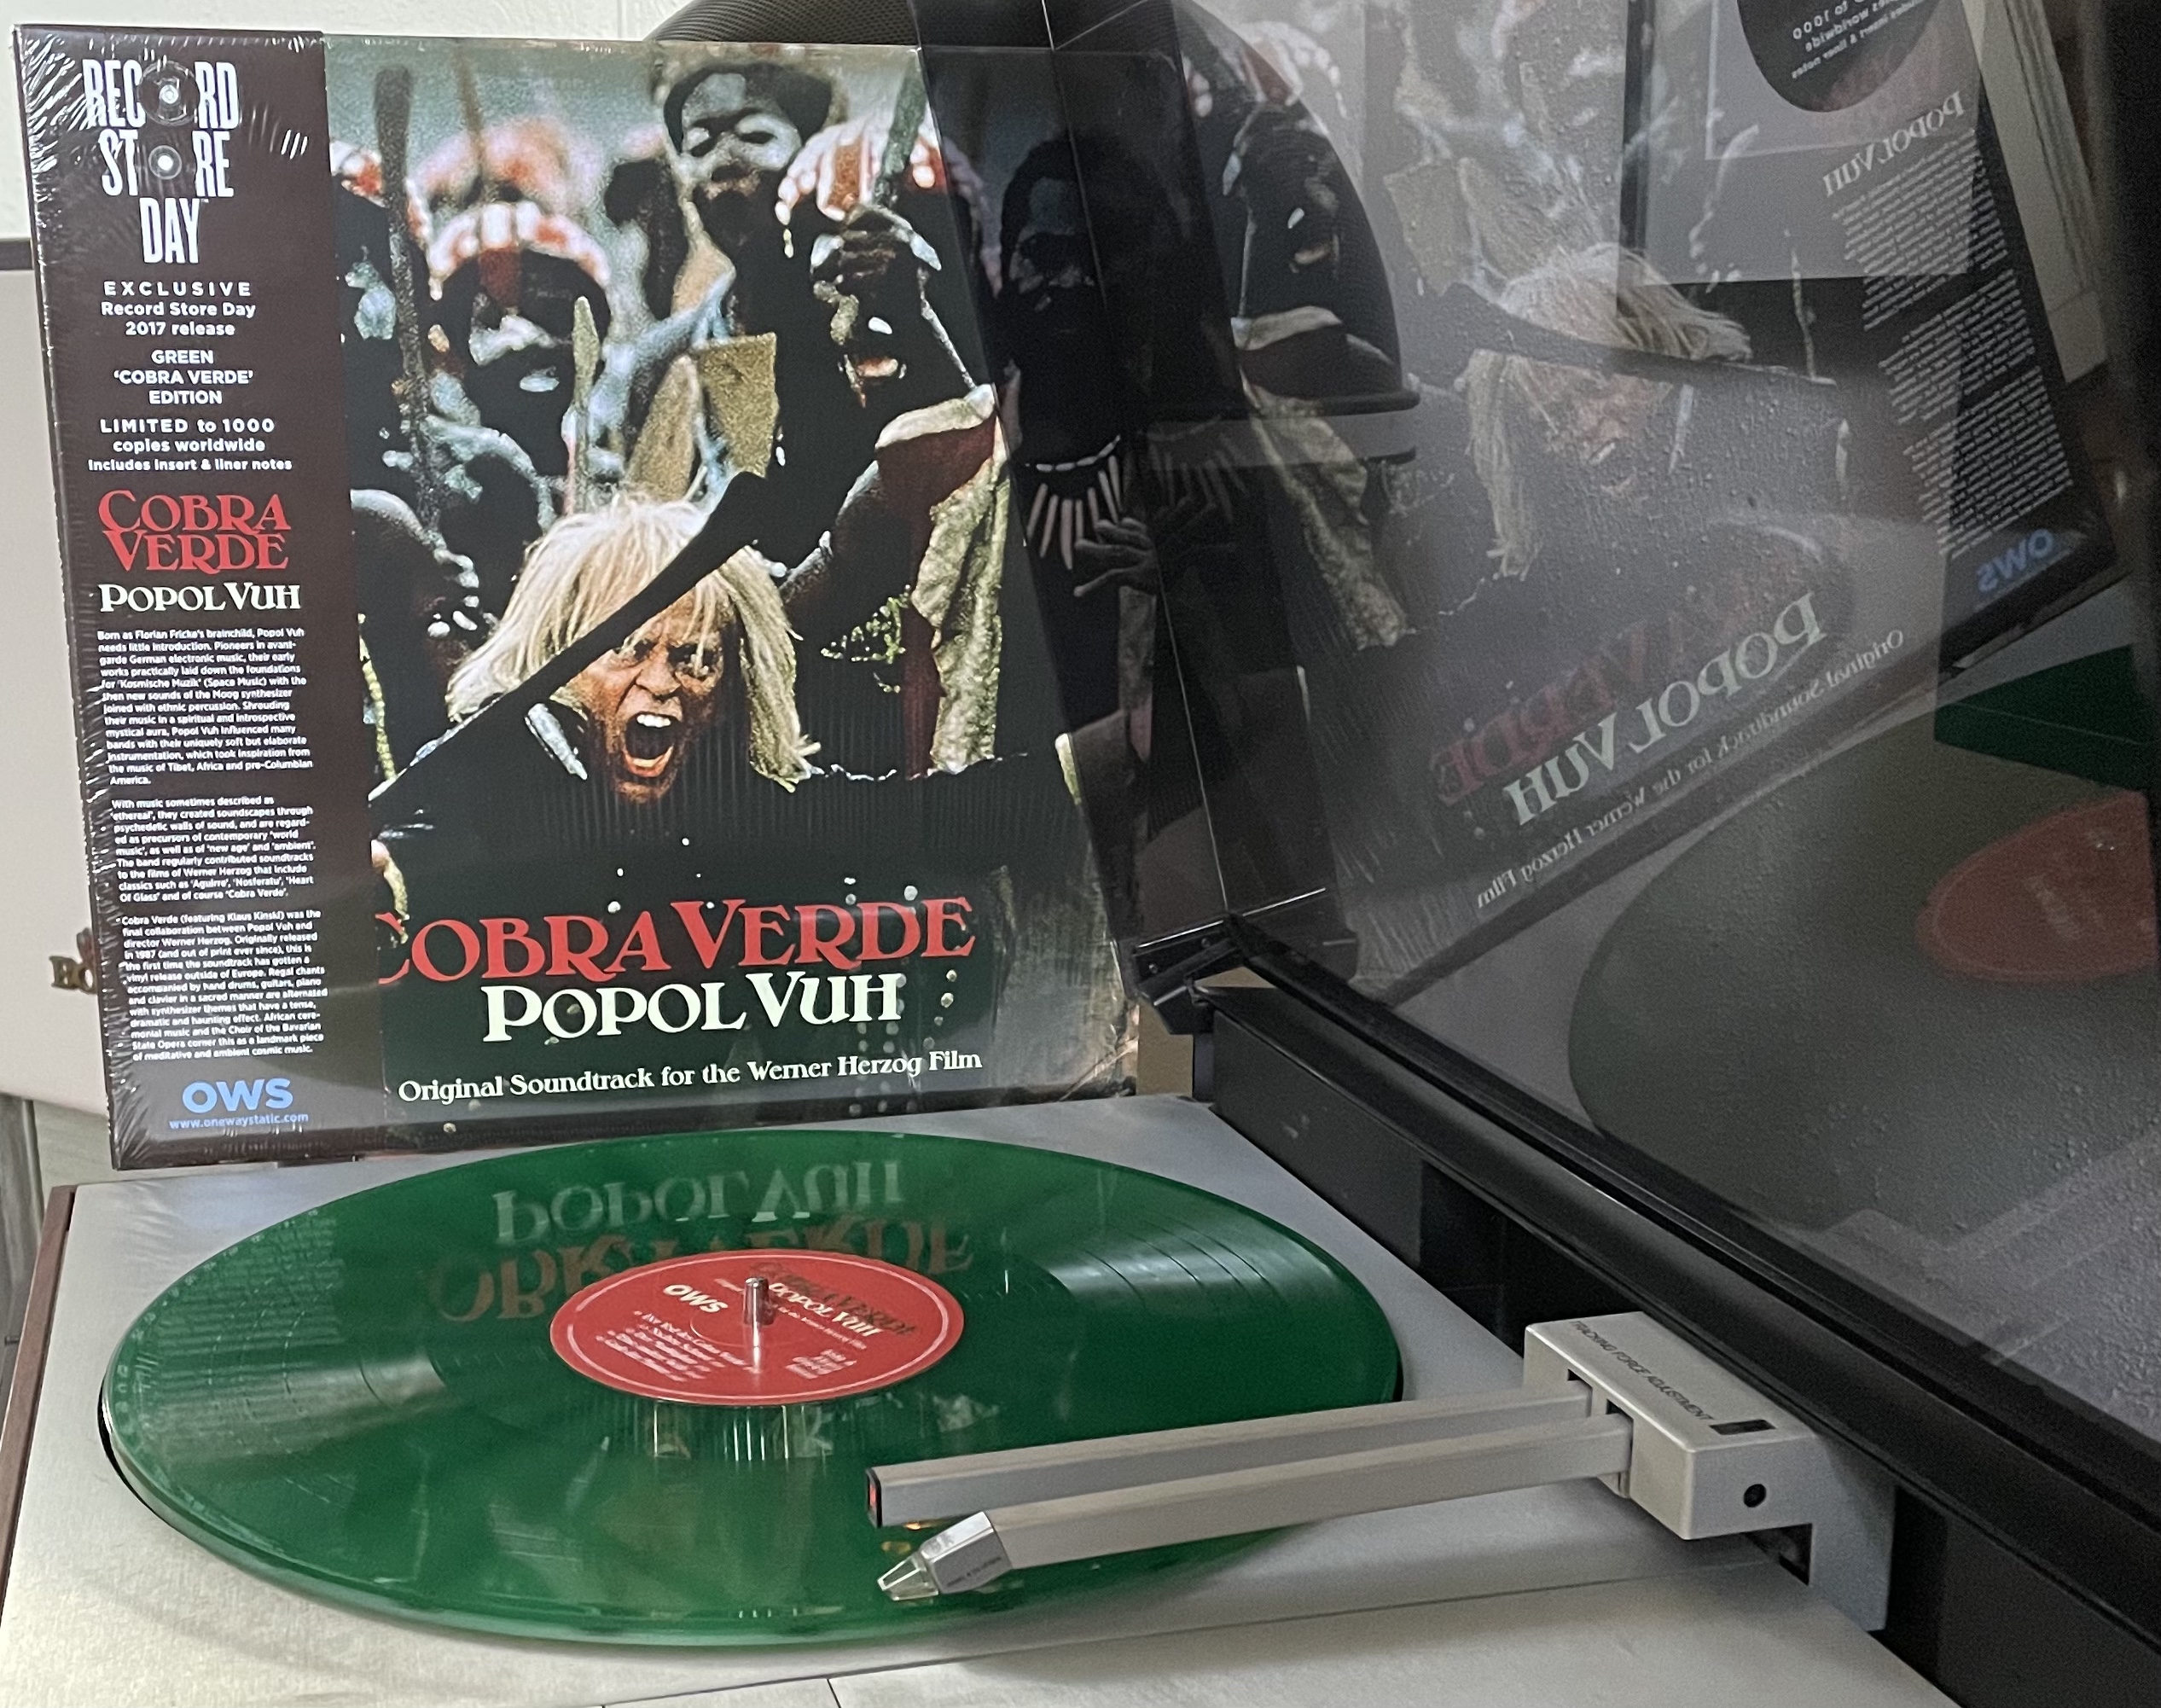 RECORD
STORE
DAY
EXCLUSIVE
Record Store Day
2017 release
GREEN
‘COBRA VERDE’
EDITION
LIMITED to 1000
copies worldwide
Includes insert & liner notes
COBRA
VERDE
POPOL VUH
Born as Florian Fricke's brainchild, Popol Vuh
needs little introduction. Pioneers in avant-
garde German electronic music, their early
works practically laid down the foundations
for 'Kosmische Muzik' (Space Music) with the
then new sounds of the Moog synthesizer
joined with ethnic percussion. Shrouding
their music in a spiritual and introspective
mystical aura, Popol Vuh influenced many
bands with their uniquely soft but elaborate
instrumentation, which took inspiration from
the music of Tibet, Africa and pre-Columbian
America.
With music sometimes described as
'ethereal', they created soundscapes through
psychedelic walls of sound, and are regard-
ed as precursors of contemporary 'world
music', as well as of 'new age' and 'ambient'.
The band regularly contributed soundtracks
to the films of Werner Herzog that include
classics such as 'Aguirre', 'Nosferatu', 'Heart
Of Glass' and of course 'Cobra Verde'.
Cobra Verde (featuring Klaus Kinski) was the
final collaboration between Popol Vuh and
director Werner Herzog. Originally released
in 1987 (and out of print ever since), this is
the first time the soundtrack has gotten a
vinyl release outside of Europe. Regal chants
accompanied by hand drums, guitars, piano
and clavier in a sacred manner are alternated
with synthesizer themes that have a tense,
dramatic and haunting effect. African cere-
monial music and the Choir of the Bavarian
State Opera corner this as a landmark piece
of meditative and ambient cosmic music.
OWS
www.onewaystatic.com
COBRA VERDE
POPOL VUH
Original Soundtrack for the Werner Herzog Film
BO
OWS
COBRA VERDE
POPOL VUH
TRACKING FORCE ADJUSTMENT